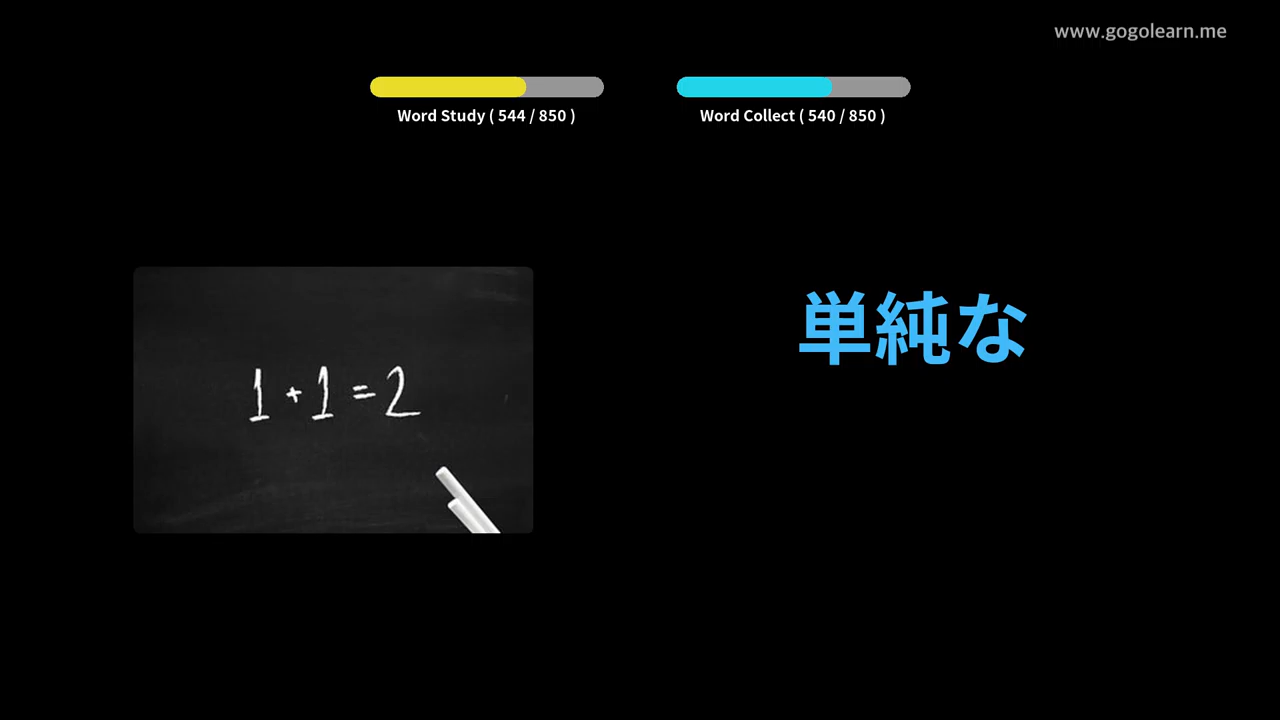 www.gogolearn.me
Word Study ( 544 / 850 )
Word Collect ( 540 / 850 )
1 + 1 = 2
単純な